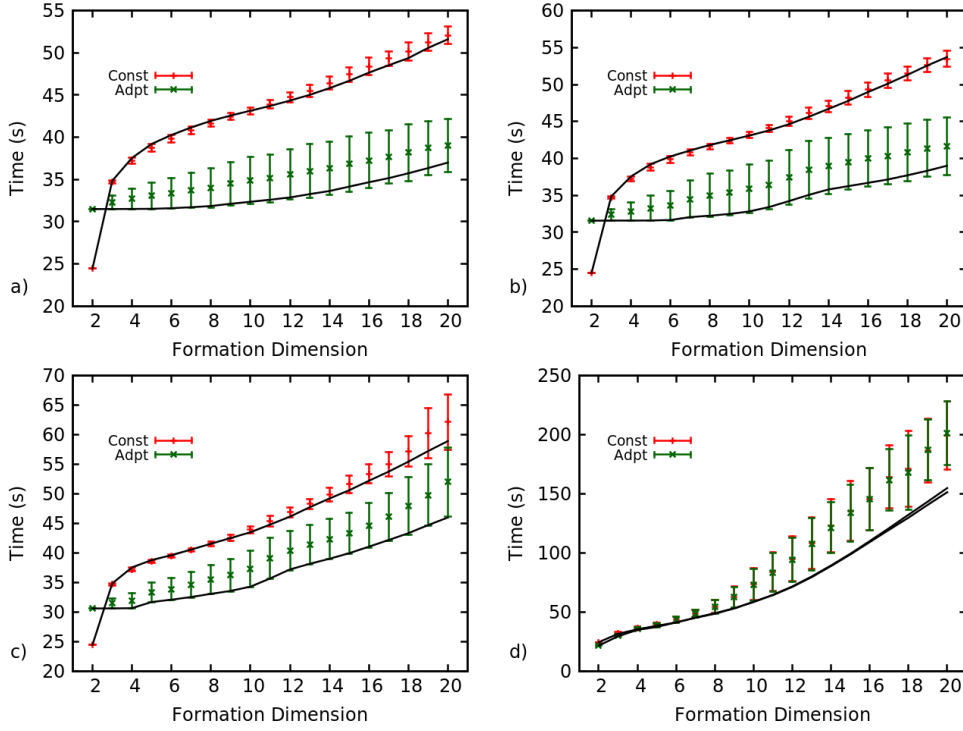 55
50
45
40
35
30
25
20
Time (s)
Const
Adpt
a)
2 4 6 8 10 12 14 16 18 20
Formation Dimension
60
55
50
45
40
35
30
25
20
Time (s)
Const
Adpt
b)
2 4 6 8 10 12 14 16 18 20
Formation Dimension
70
65
60
55
50
45
40
35
30
25
20
Time (s)
Const
Adpt
c)
2 4 6 8 10 12 14 16 18 20
Formation Dimension
250
200
150
100
50
0
Time (s)
Const
Adpt
d)
2 4 6 8 10 12 14 16 18 20
Formation Dimension